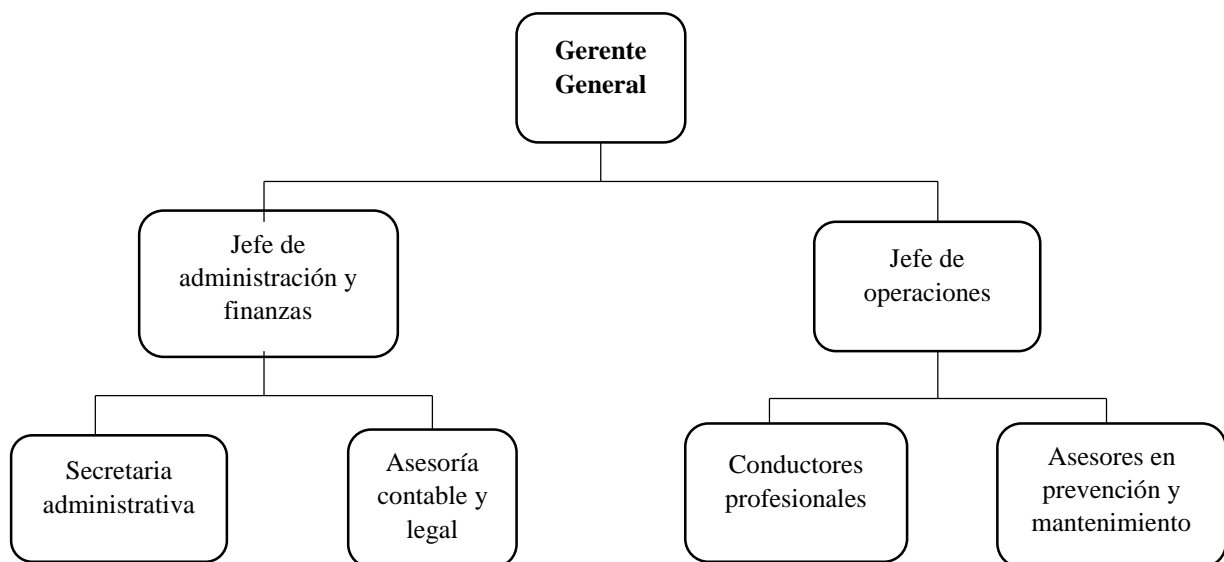 Gerente
General
Jefe de
administración y
finanzas
Jefe de
operaciones
Secretaria
administrativa
Asesoría
contable y
legal
Conductores
profesionales
Asesores en
prevención y
mantenimiento